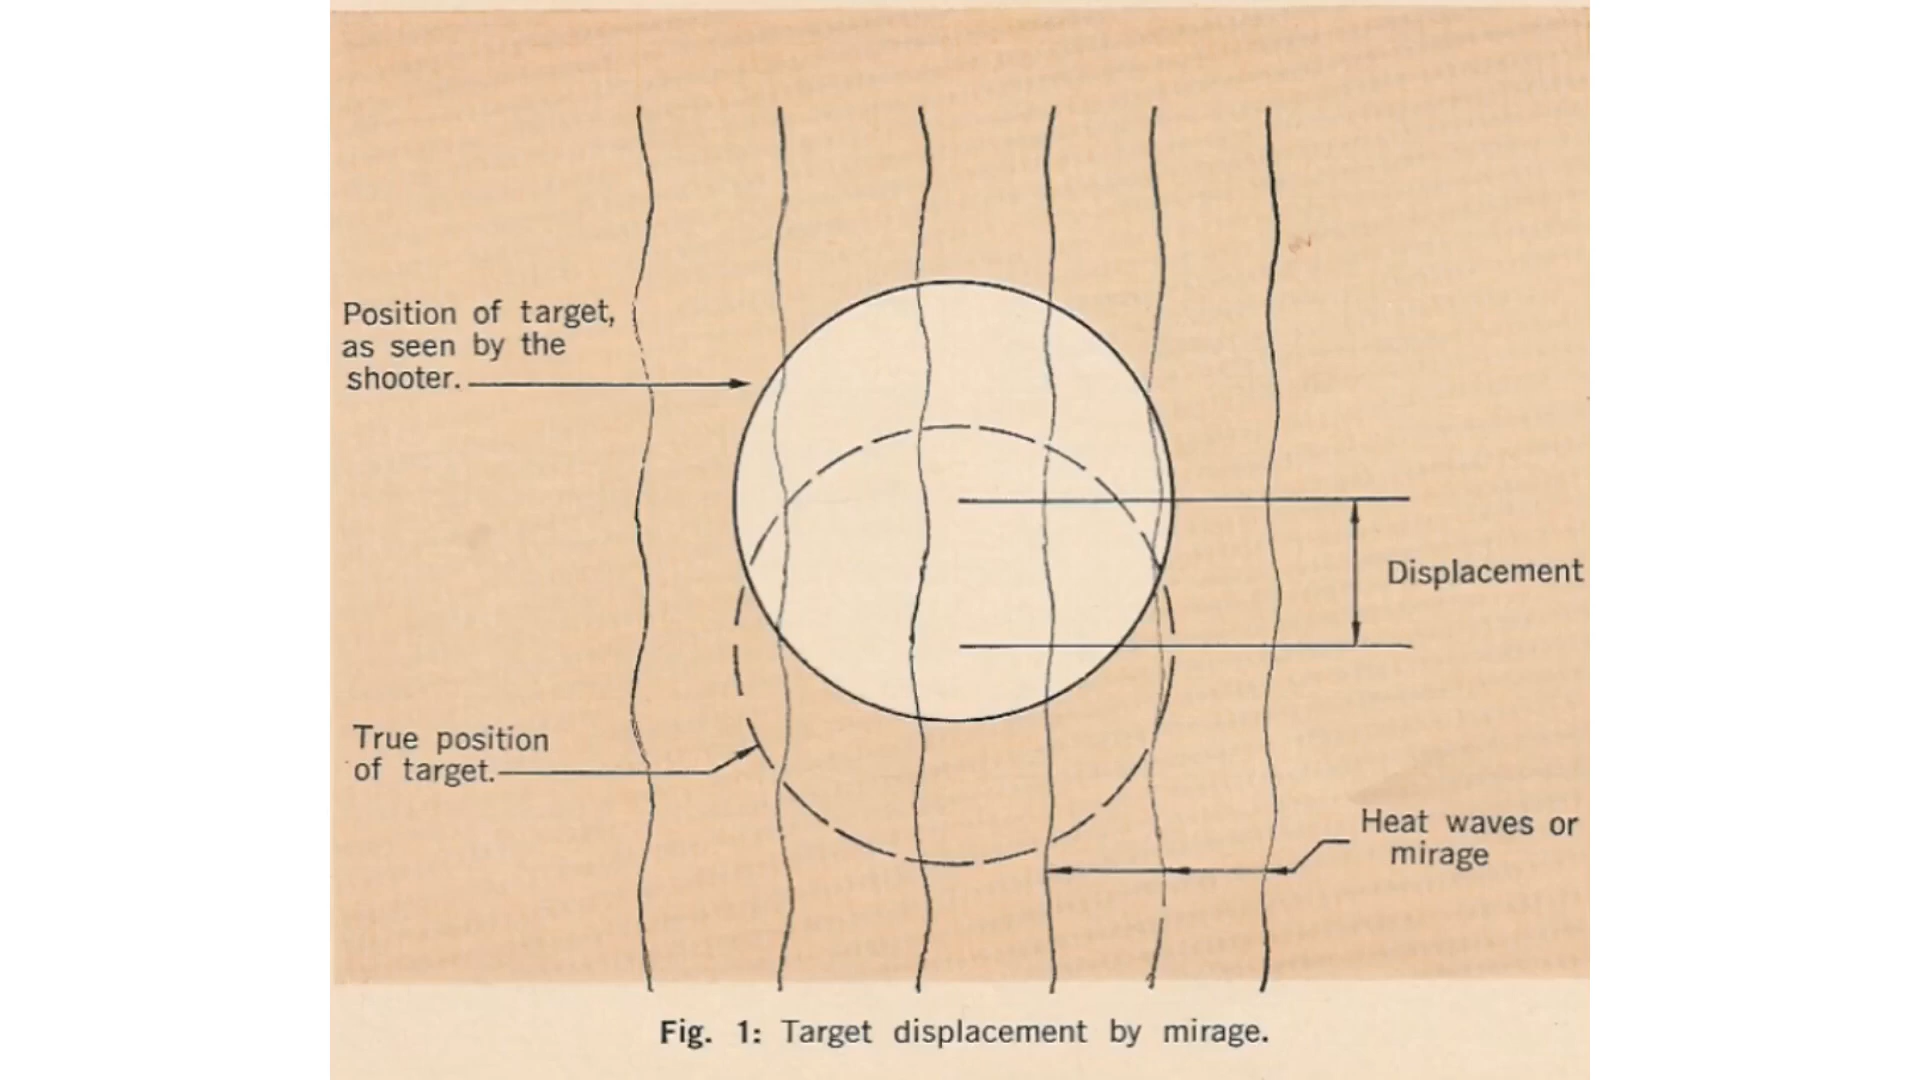 Position of target,
as seen by the
shooter.
Displacement
True position
of target.
Heat waves or
mirage
Fig. 1: Target displacement by mirage.